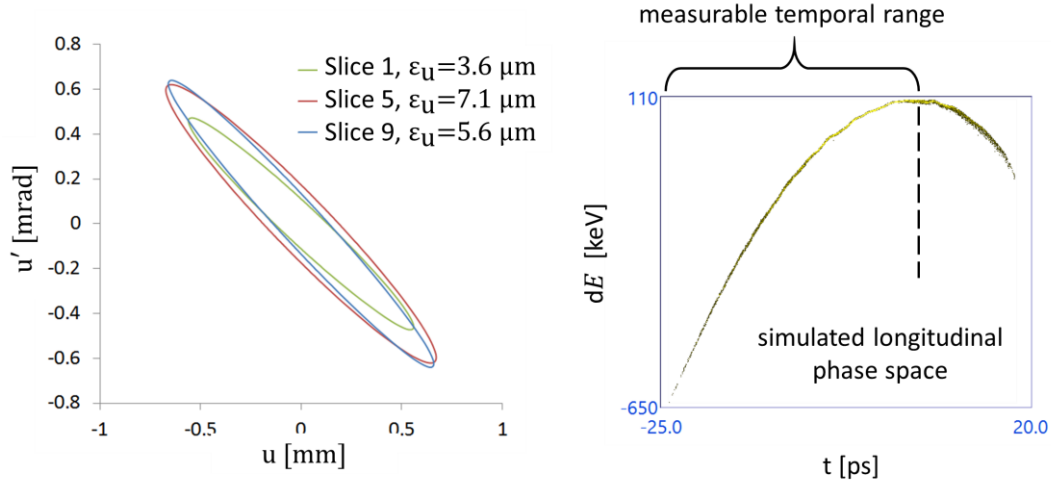 0.8
0.6
0.4
0.2
0
-0.2
-0.4
-0.6
-0.8
-1
-0.5
0.0
0.5
1
u′ [mrad]
u [mm]
Slice 1, εu=3.6 μm
Slice 5, εu=7.1 μm
Slice 9, εu=5.6 μm
measurable temporal range
110
-650
-25.0
20.0
dE [keV]
t [ps]
simulated longitudinal
phase space